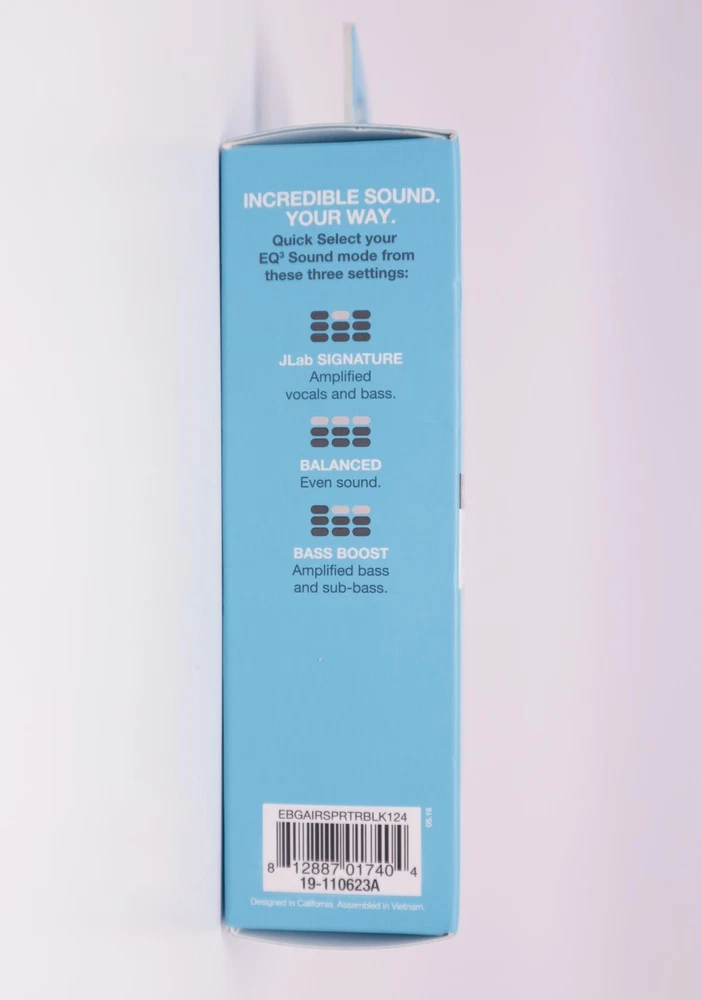 INCREDIBLE SOUND.
YOUR WAY.
Quick Select your
EQ³ Sound mode from
these three settings:
JLab SIGNATURE
Amplified
vocals and bass.
BALANCED
Even sound.
BASS BOOST
Amplified bass
and sub-bass.
EBGAIRSPRTRBLK124
05.10
8 12887 01740 4
19-110623A
Designed in California. Assembled in Vietnam.